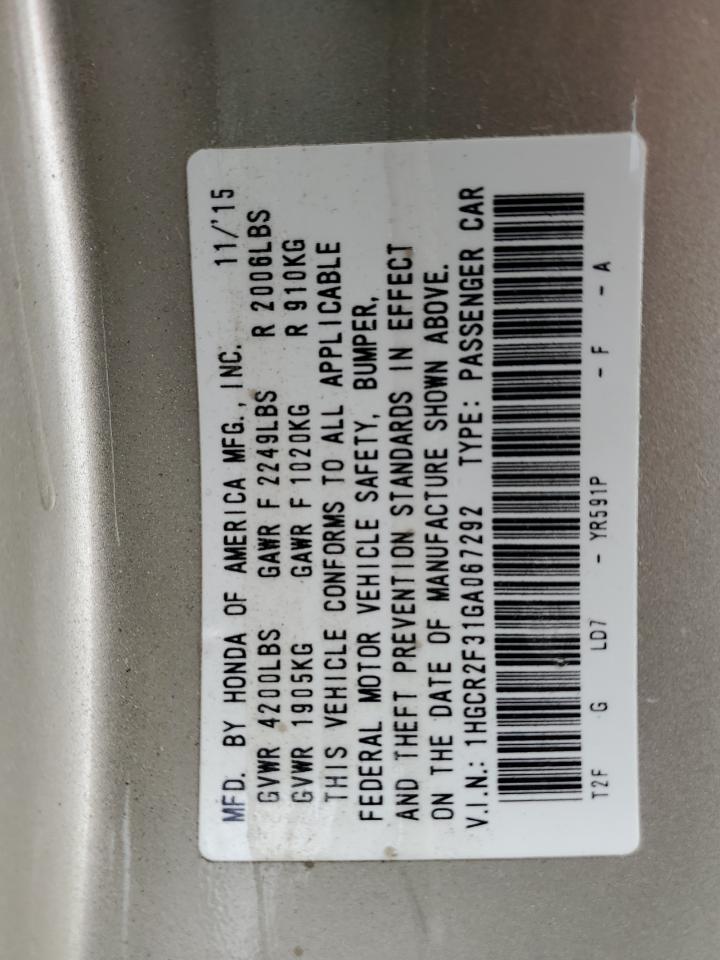 MFD. BY HONDA OF AMERICA MFG., INC. 11/'15
GVWR 4200LBS GAWR F 2249LBS R 2006LBS
GVWR 1905KG GAWR F 1020KG R 910KG
THIS VEHICLE CONFORMS TO ALL APPLICABLE
FEDERAL MOTOR VEHICLE SAFETY, BUMPER,
AND THEFT PREVENTION STANDARDS IN EFFECT
ON THE DATE OF MANUFACTURE SHOWN ABOVE.
V.I.N.: 1HGCR2F31GA067292 TYPE: PASSENGER CAR
T2F G LD7 - YR591P - F - A